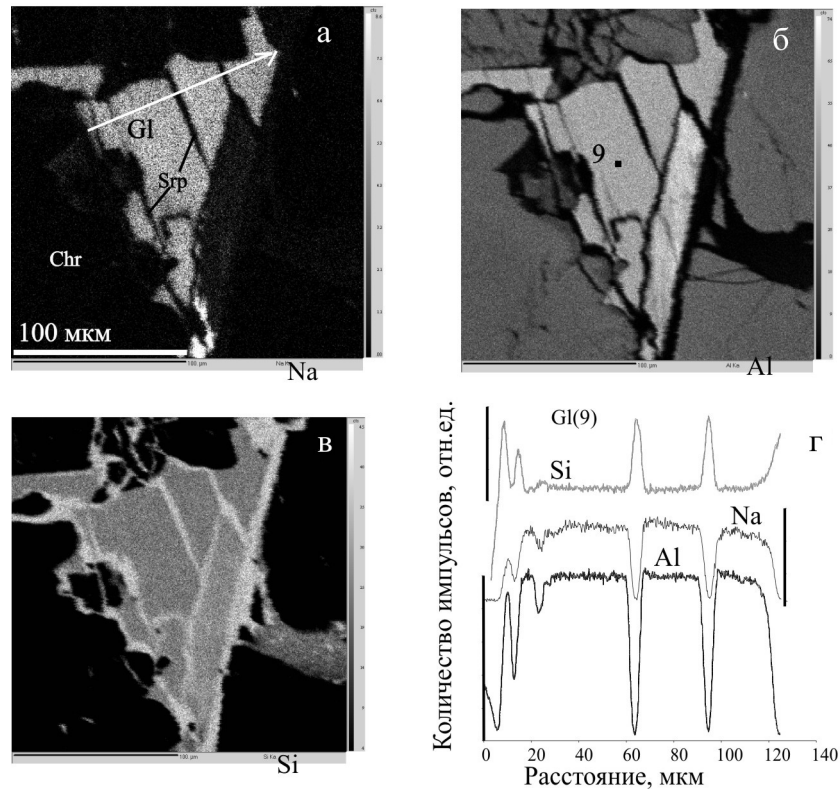 а
Gl
Srp
Chr
100 мкм
Na
б
9
Al
в
Si
г
Gl(9)
Si
Na
Al
Количество импульсов, отн.ед.
0 20 40 60 80 100 120 140
Расстояние, мкм